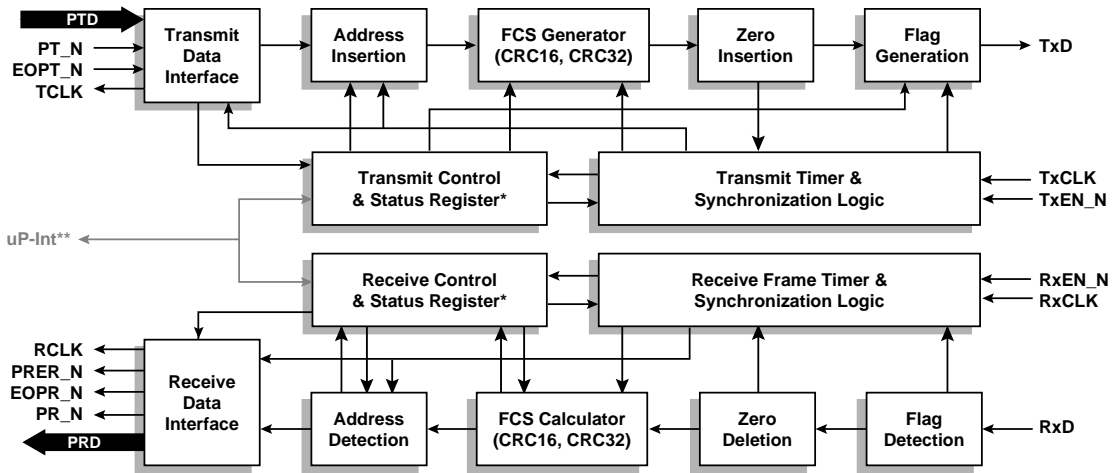 PTD
PT_N
EOPT_N
TCLK
Transmit
Data
Interface
Address
Insertion
FCS Generator
(CRC16, CRC32)
Zero
Insertion
Flag
Generation
TxD
Transmit Control
& Status Register*
Transmit Timer &
Synchronization Logic
TxCLK
TxEN_N
uP-Int**
Receive Control
& Status Register*
Receive Frame Timer &
Synchronization Logic
RxEN_N
RxCLK
RCLK
PRER_N
EOPR_N
PR_N
PRD
Receive
Data
Interface
Address
Detection
FCS Calculator
(CRC16, CRC32)
Zero
Deletion
Flag
Detection
RxD